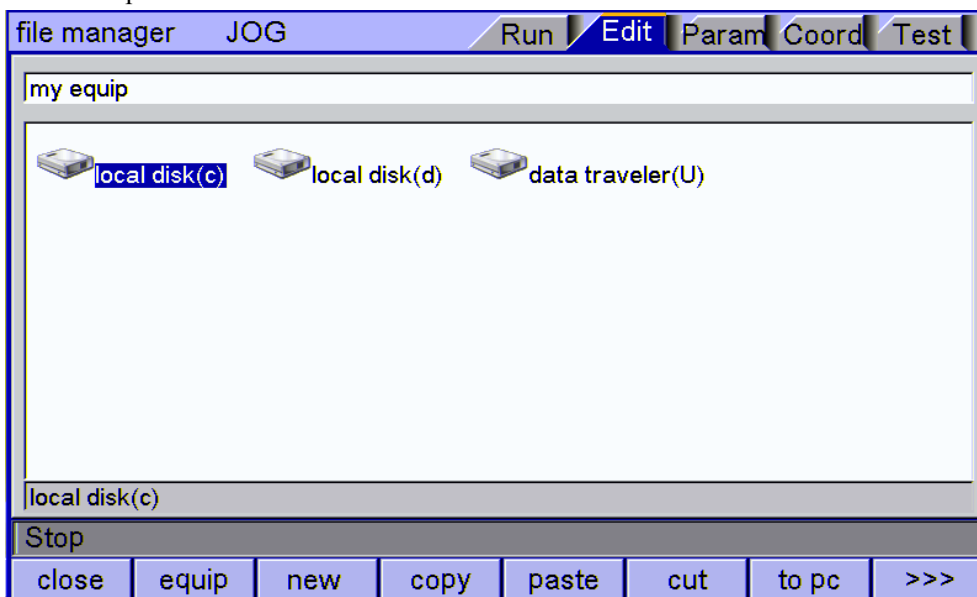 file manager JOG Run Edit Param Coord Test
my equip
local disk(c) local disk(d) data traveler(U)
local disk(c)
Stop
close equip new copy paste cut to pc >>>